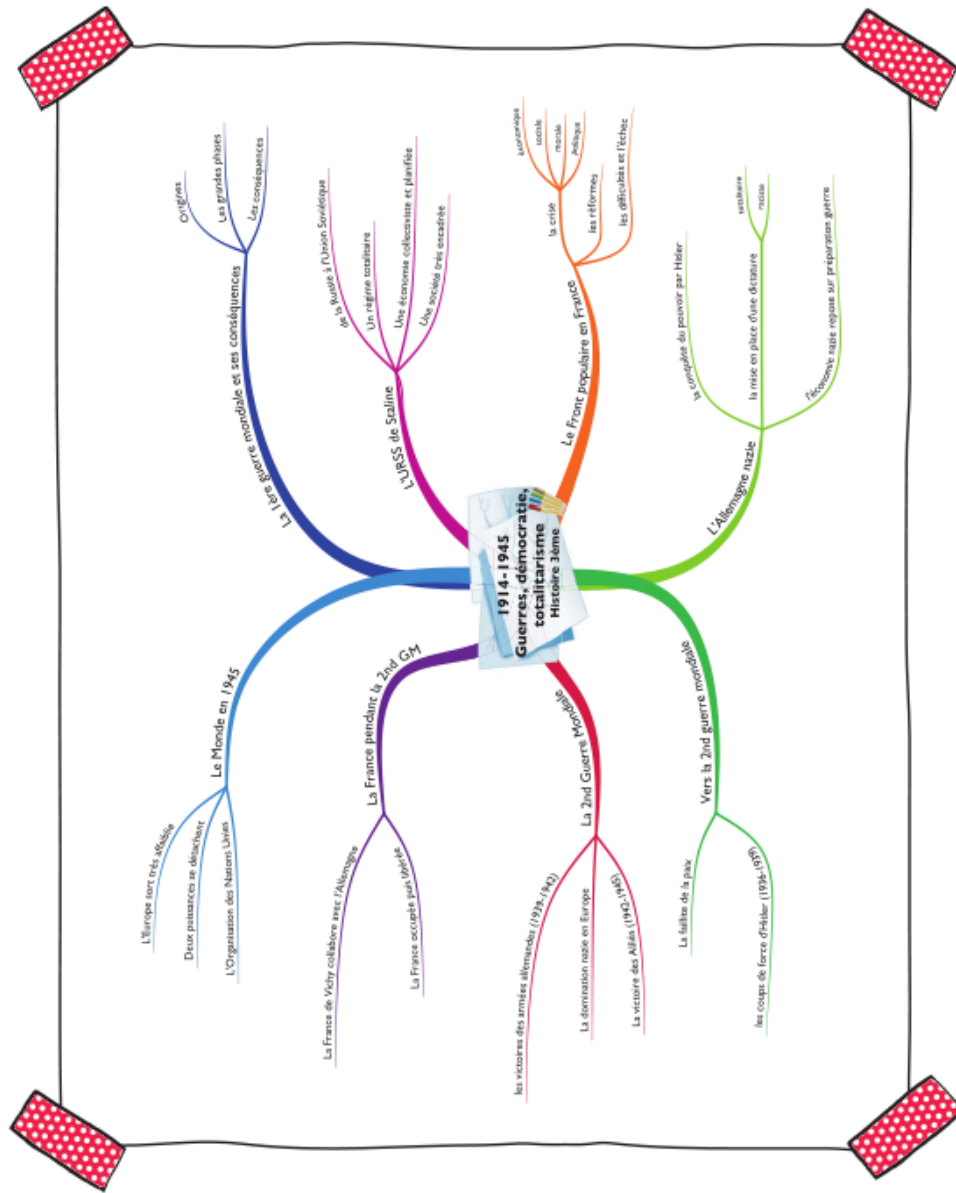 1914-1945
Guerres, démocratie,
totalitarisme
Histoire 3ème
La 1ère guerre mondiale et ses conséquences
Origines
Les grandes phases
Les conséquences
L'URSS de Staline
de la Russie à l'Union Soviétique
Un régime totalitaire
Une économie collectiviste et planifiée
Une société très encadrée
Le Front populaire en France
la crise
économique
sociale
morale
Politique
les réformes
les difficultés et l'échec
L'Allemagne nazie
la conquête du pouvoir par Hitler
la mise en place d'une dictature
totalitaire
raciste
l'économie nazie repose sur préparation guerre
Vers la 2nd guerre mondiale
La faillite de la paix
les coups de force d'Hitler (1936-1939)
La 2nd Guerre Mondiale
les victoires des armées allemandes (1939-1942)
La domination nazie en Europe
La victoire des Alliés (1942-1945)
La France pendant la 2nd GM
La France de Vichy collabore avec l'Allemagne
La France occupée puis libérée
Le Monde en 1945
L'Europe sort très affaiblie
Deux puissances se détachent
L'Organisation des Nations Unies